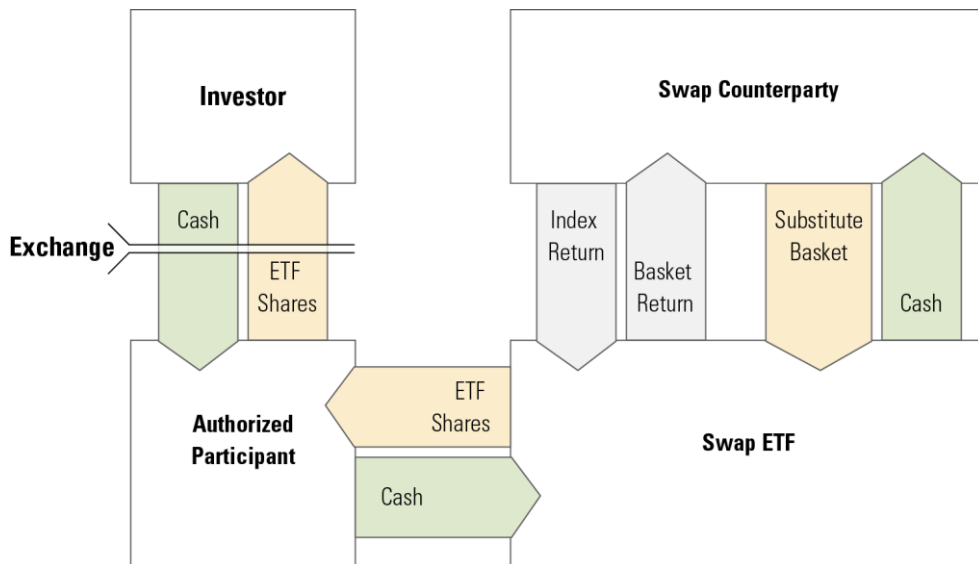 Investor
Swap Counterparty
Cash
Exchange
ETF
Shares
Index
Return
Basket
Return
Substitute
Basket
Cash
ETF
Shares
Authorized
Participant
Swap ETF
Cash